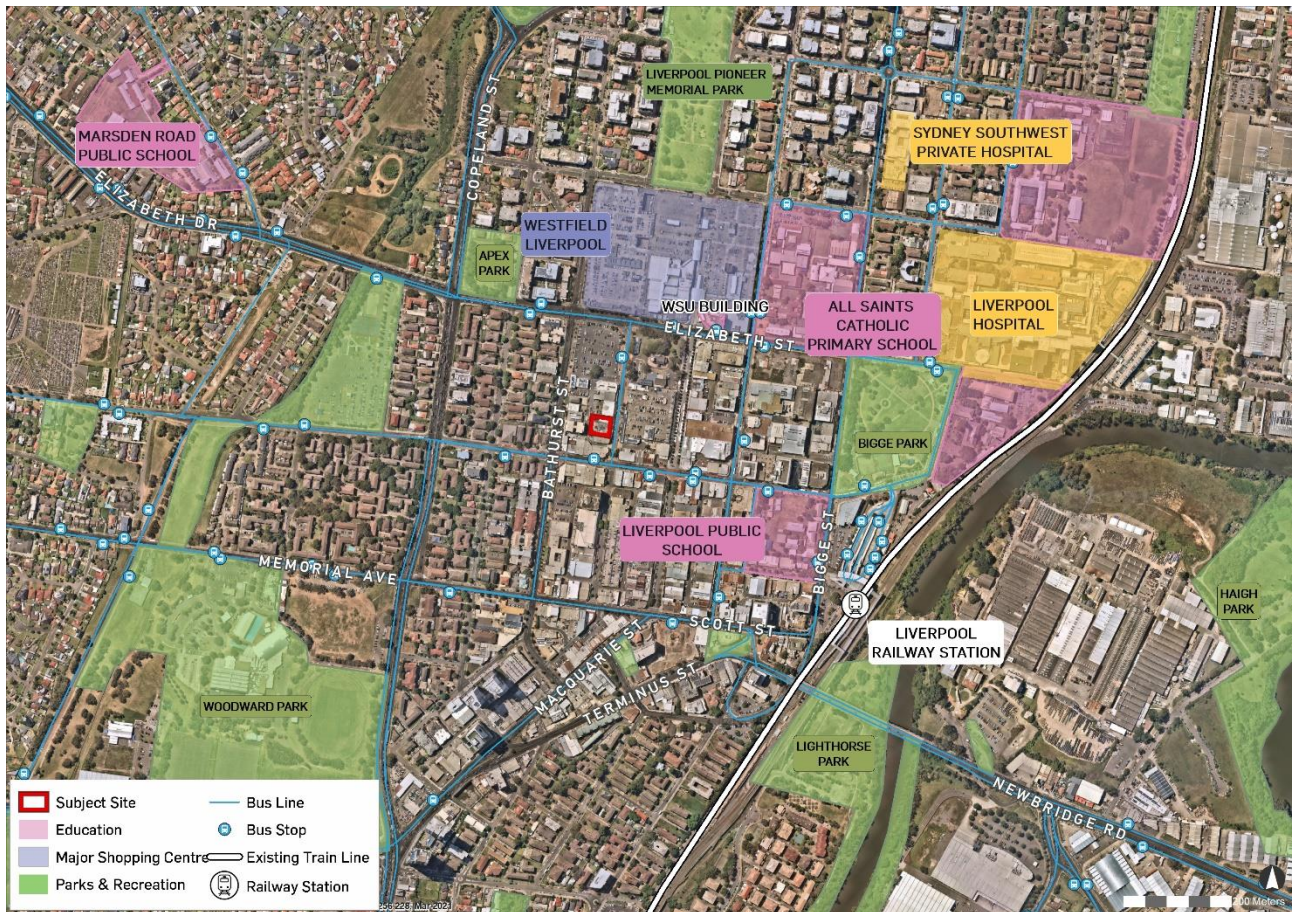 LIVERPOOL PIONEER
MEMORIAL PARK
COPELAND ST
MARSDEN ROAD
PUBLIC SCHOOL
SYDNEY SOUTHWEST
PRIVATE HOSPITAL
ELIZABETH DR
WESTFIELD
LIVERPOOL
APEX
PARK
WSU BUILDING
ELIZABETH ST
ALL SAINTS
CATHOLIC
PRIMARY SCHOOL
LIVERPOOL
HOSPITAL
BATHURST ST
BIGGE PARK
LIVERPOOL PUBLIC
SCHOOL
BIGGE ST
MEMORIAL AVE
SCOTT ST
HAIGH
PARK
LIVERPOOL
RAILWAY STATION
MACQUARIE ST
TERMINUS ST
WOODWARD PARK
LIGHTHORSE
PARK
NEWBRIDGE RD
Subject Site
Education
Major Shopping Centre
Parks & Recreation
Bus Line
Bus Stop
Existing Train Line
Railway Station
200 Meters